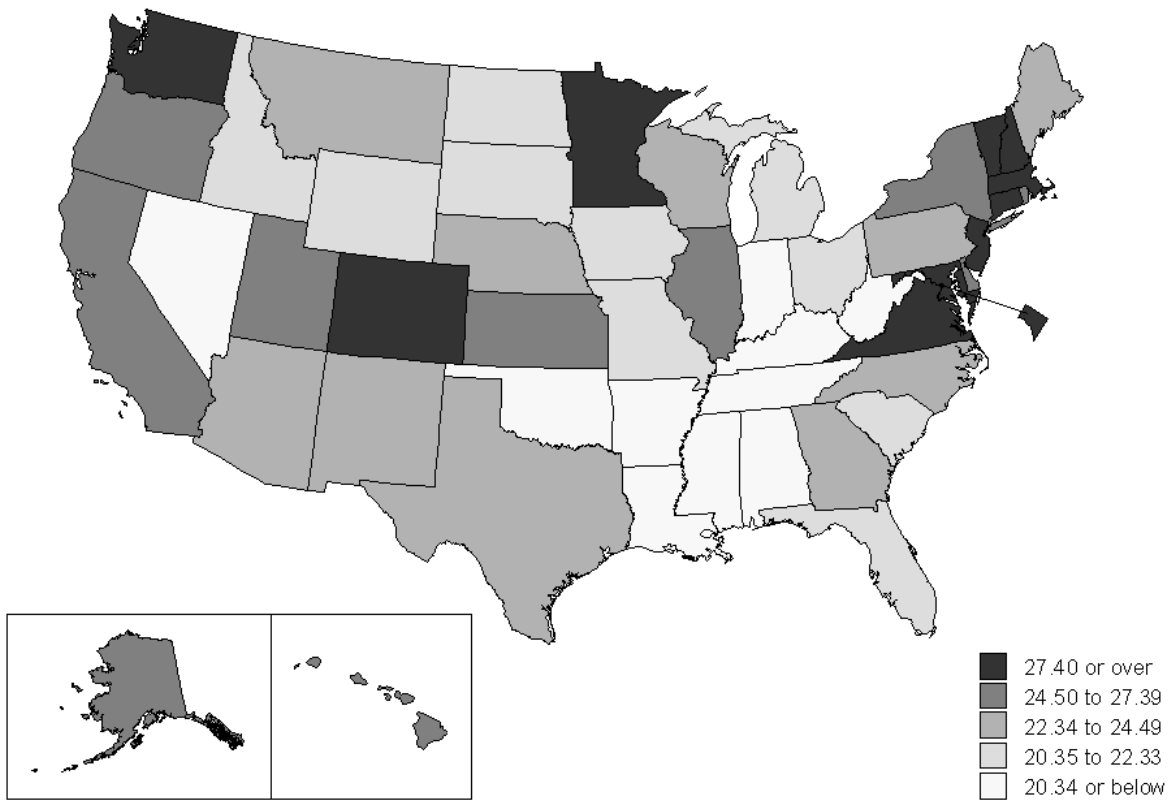 27.40 or over
24.50 to 27.39
22.34 to 24.49
20.35 to 22.33
20.34 or below